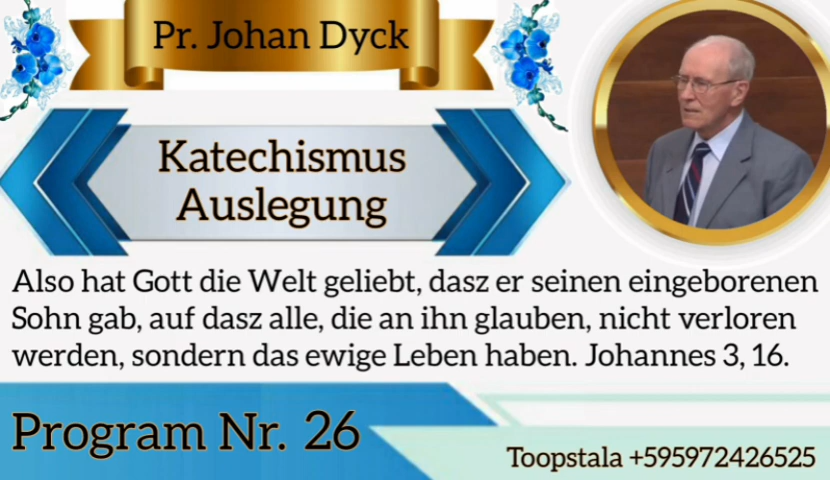 Pr. Johan Dyck
Katechismus
Auslegung
Also hat Gott die Welt geliebt, dasz er seinen eingeborenen
Sohn gab, auf dasz alle, die an ihn glauben, nicht verloren
werden, sondern das ewige Leben haben. Johannes 3, 16.
Program Nr. 26
Toopstala +595972426525